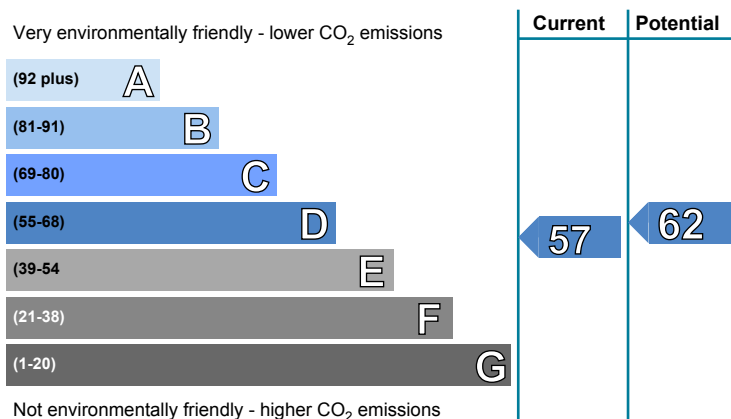 Current Potential
Very environmentally friendly - lower CO2 emissions
(92 plus) A
(81-91) B
(69-80) C
(55-68) D
57 62
(39-54 E
(21-38) F
(1-20) G
Not environmentally friendly - higher CO2 emissions